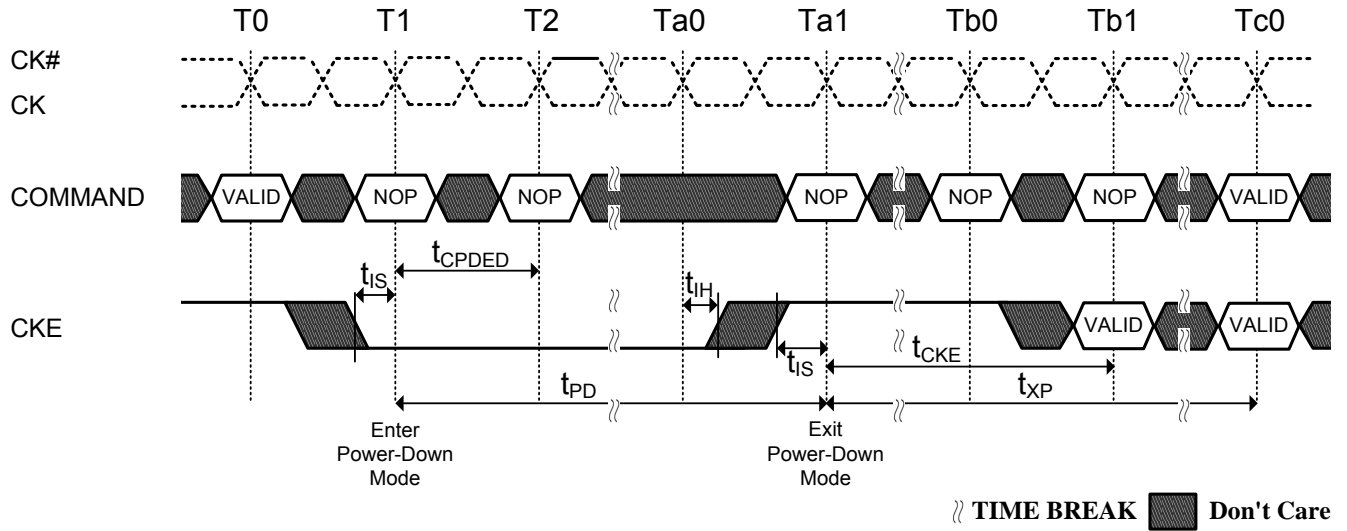 T0 T1 T2 Ta0 Ta1 Tb0 Tb1 Tc0
CK#
CK
COMMAND VALID NOP NOP NOP NOP NOP VALID
tCPDED
tIS tIH
CKE VALID VALID
tIS tCKE
tPD tXP
Enter Power-Down Mode
Exit Power-Down Mode
TIME BREAK Don't Care